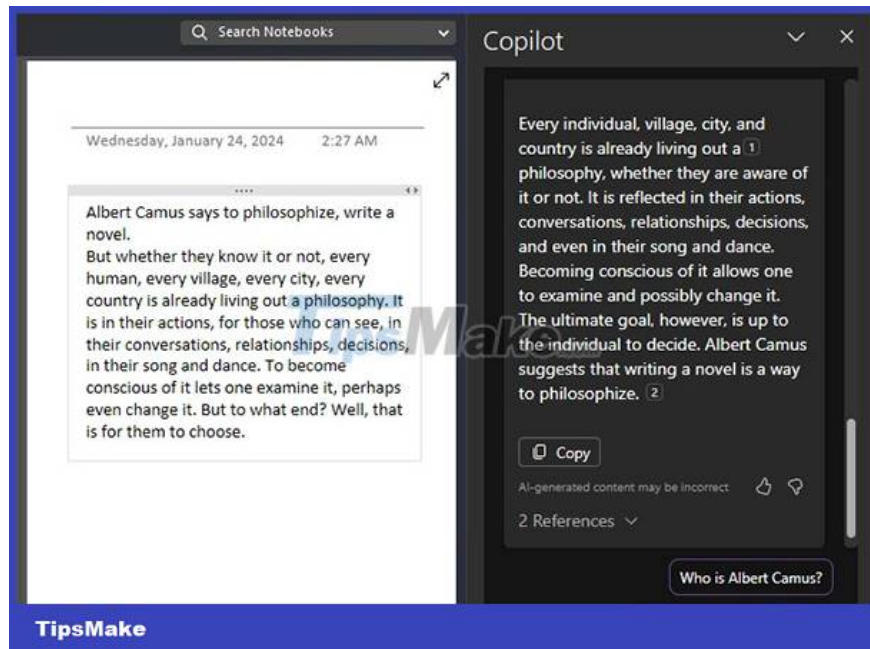 Search Notebooks
Copilot
Wednesday, January 24, 2024 2:27 AM
Albert Camus says to philosophize, write a
novel.
But whether they know it or not, every
human, every village, every city, every
country is already living out a philosophy. It
is in their actions, for those who can see, in
their conversations, relationships, decisions,
in their song and dance. To become
conscious of it lets one examine it, perhaps
even change it. But to what end? Well, that
is for them to choose.
Every individual, village, city, and
country is already living out a 1
philosophy, whether they are aware of
it or not. It is reflected in their actions,
conversations, relationships, decisions,
and even in their song and dance.
Becoming conscious of it allows one
to examine and possibly change it.
The ultimate goal, however, is up to
the individual to decide. Albert Camus
suggests that writing a novel is a way
to philosophize. 2
Copy
AI-generated content may be incorrect
2 References
Who is Albert Camus?
TipsMake.com
TipsMake